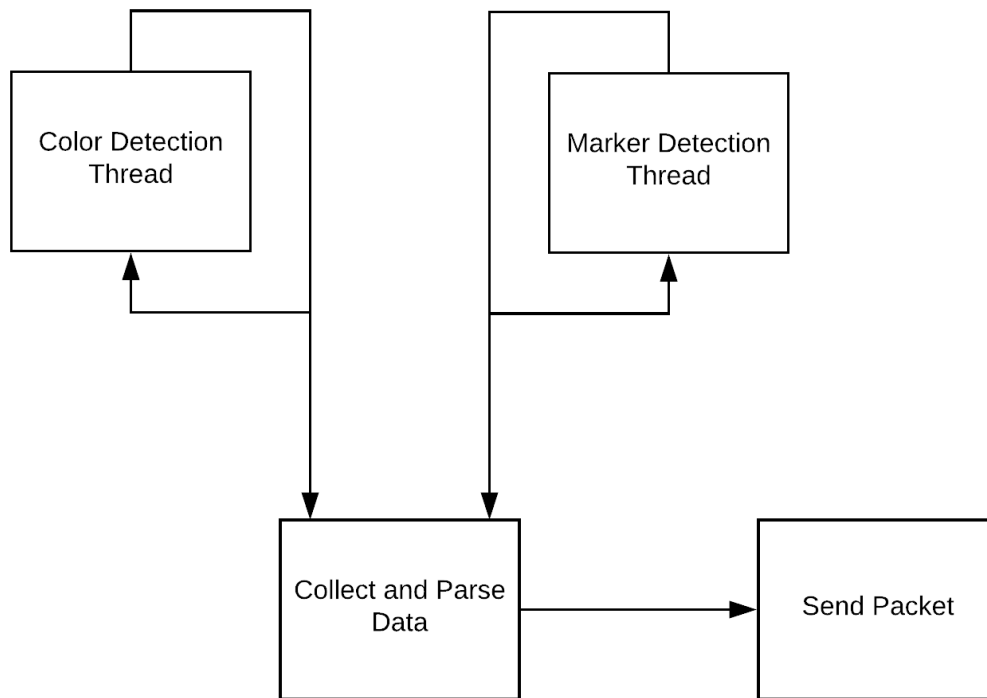 Color Detection
Thread
Marker Detection
Thread
Collect and Parse
Data
Send Packet